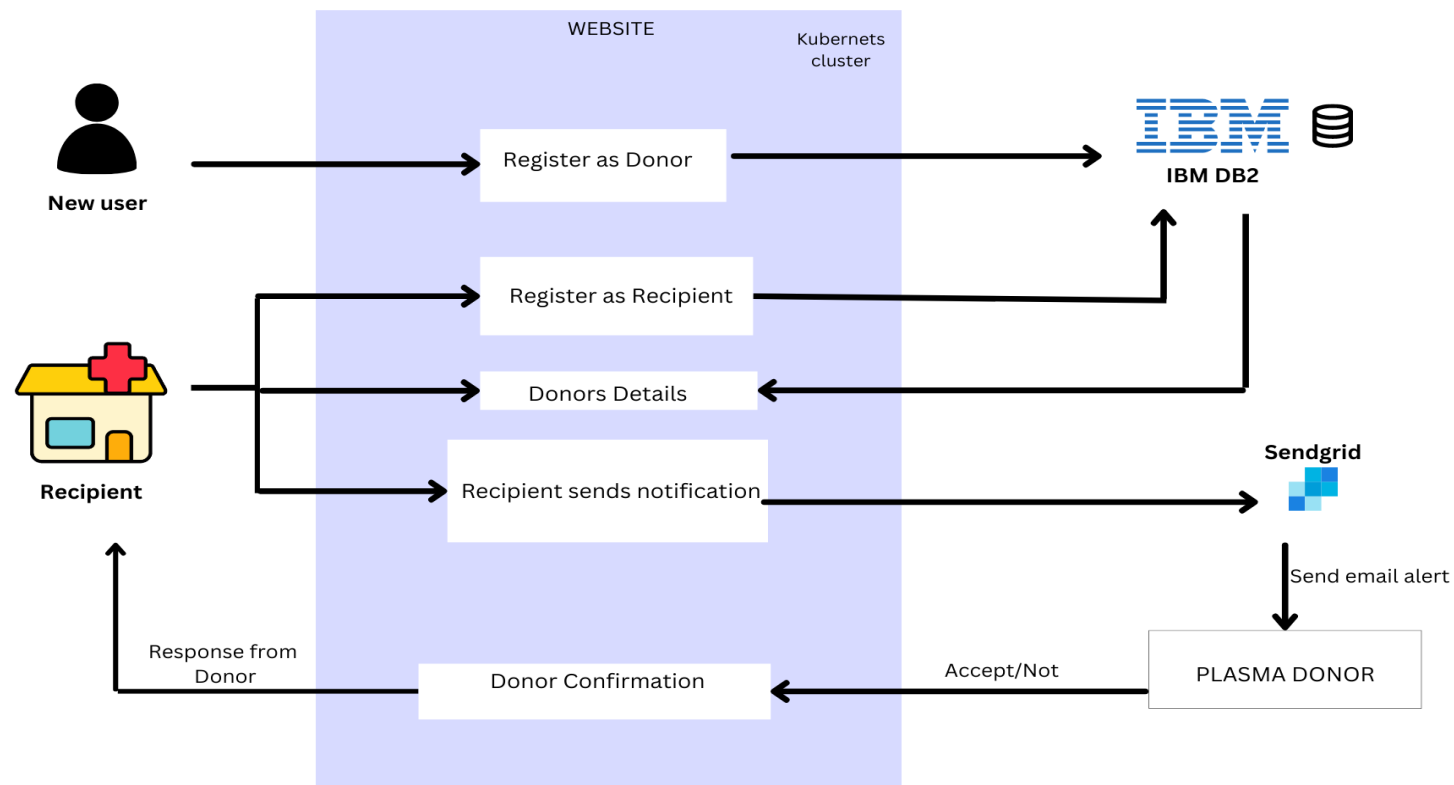 WEBSITE
Kubernets
cluster
IBM
Register as Donor
IBM DB2
New user
Register as Recipient
Donors Details
Sendgrid
Recipient
Recipient sends notification
Send email alert
Response from
Donor
Donor Confirmation
Accept/Not
PLASMA DONOR